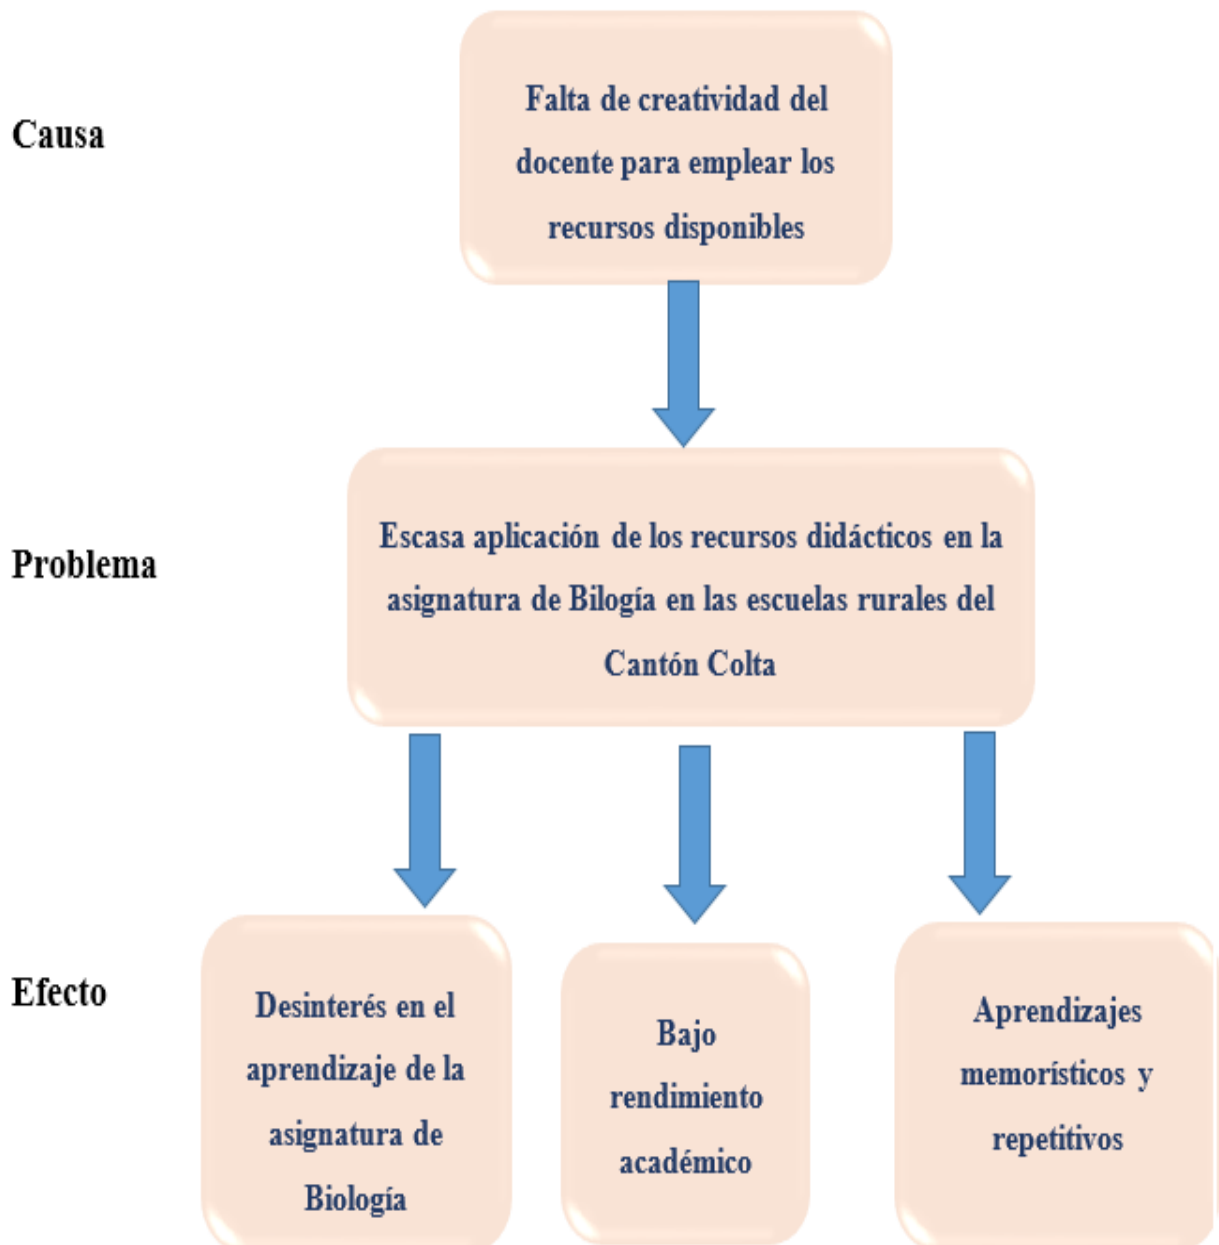 Causa
Falta de creatividad del
docente para emplear los
recursos disponibles
Problema
Escasa aplicación de los recursos didácticos en la
asignatura de Bilogía en las escuelas rurales del
Cantón Colta
Efecto
Desinterés en el
aprendizaje de la
asignatura de
Biología
Bajo
rendimiento
académico
Aprendizajes
memorísticos y
repetitivos